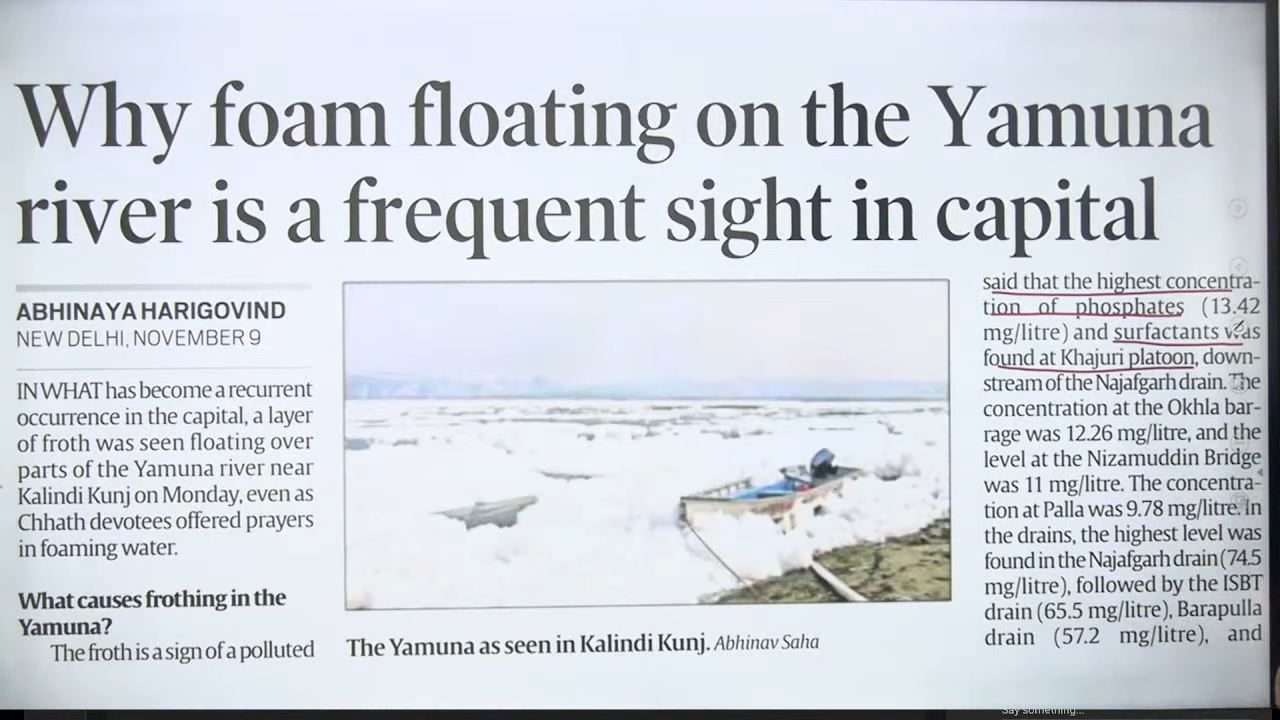 Why foam floating on the Yamuna
river is a frequent sight in capital
ABHINAYA HARIGOVIND
NEW DELHI, NOVEMBER 9
IN WHAT has become a recurrent
occurrence in the capital, a layer
of froth was seen floating over
parts of the Yamuna river near
Kalindi Kunj on Monday, even as
Chhath devotees offered prayers
in foaming water.
What causes frothing in the
Yamuna?
The froth is a sign of a polluted
The Yamuna as seen in Kalindi Kunj. Abhinav Saha
said that the highest concentra-
tion of phosphates (13.42
mg/litre) and surfactants was
found at Khajuri platoon, down-
stream of the Najafgarh drain. The
concentration at the Okhla bar-
rage was 12.26 mg/litre, and the
level at the Nizamuddin Bridge
was 11 mg/litre. The concentra-
tion at Palla was 9.78 mg/litre. In
the drains, the highest level was
found in the Najafgarh drain (74.5
mg/litre), followed by the ISBT
drain (65.5 mg/litre), Barapulla
drain (57.2 mg/litre), and
Say something...